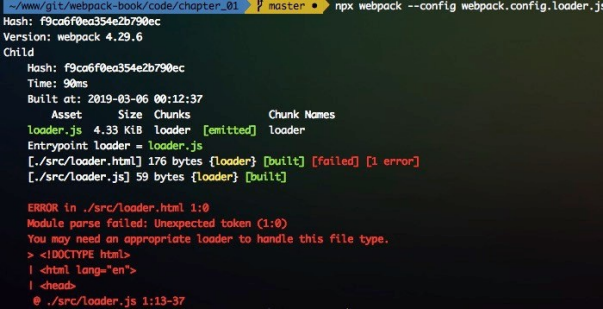 ~/www/git/webpack-book/code/chapter_01 master ● npx webpack --config webpack.config.loader.js
Hash: f9ca6f0ea354e2b790ec
Version: webpack 4.29.6
Child
Hash: f9ca6f0ea354e2b790ec
Time: 90ms
Built at: 2019-03-06 00:12:37
Asset Size Chunks Chunk Names
loader.js 4.33 KiB loader [emitted] loader
Entrypoint loader = loader.js
[./src/loader.html] 176 bytes {loader} [built] [failed] [1 error]
[./src/loader.js] 59 bytes {loader} [built]
ERROR in ./src/loader.html 1:0
Module parse failed: Unexpected token (1:0)
You may need an appropriate loader to handle this file type.
> <!DOCTYPE html>
| <html lang="en">
| <head>
@ ./src/loader.js 1:13-37